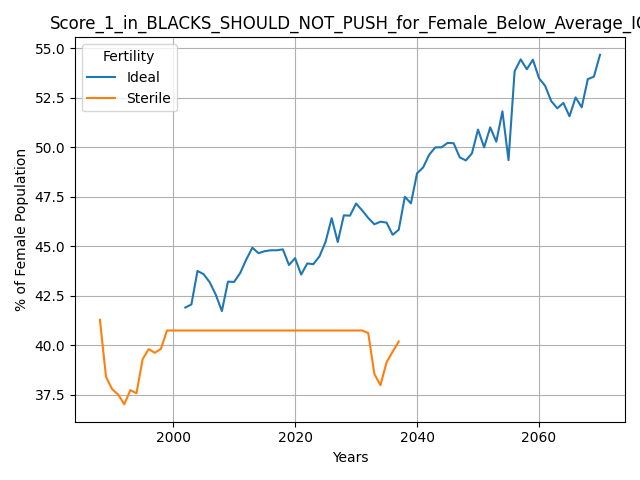 Score_1_in_BLACKS_SHOULD_NOT_PUSH_for_Female_Below_Average_IC
Fertility
Ideal
Sterile
55.0
52.5
50.0
47.5
45.0
42.5
40.0
37.5
% of Female Population
2000
2020
2040
2060
Years